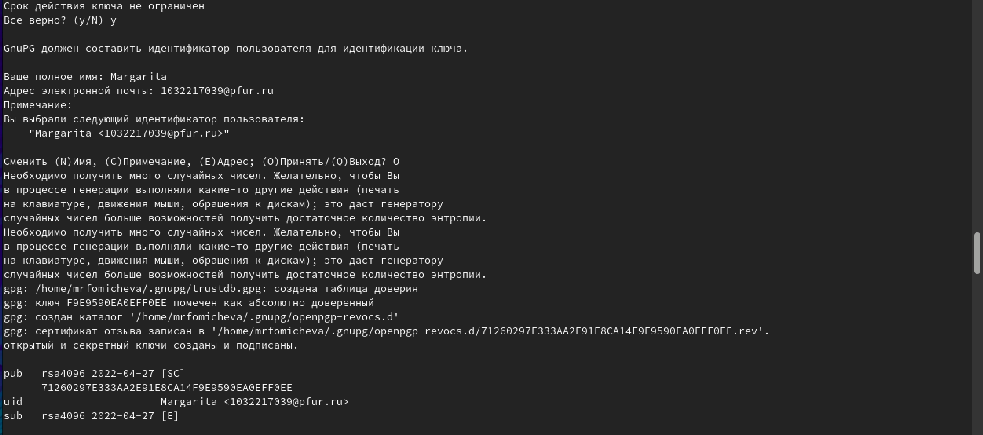 Срок действия ключа не ограничен
Все верно? (y/N) y
GnuPG должен составить идентификатор пользователя для идентификации ключа.
Ваше полное имя: Margarita
Адрес электронной почты: 1032217039@pfur.ru
Примечание:
Вы выбрали следующий идентификатор пользователя:
"Margarita <1032217039@pfur.ru>"
Сменить (N)Имя, (C)Примечание, (E)Адрес; (O)Принять/(Q)Выход? O
Необходимо получить много случайных чисел. Желательно, чтобы Вы
в процессе генерации выполняли какие-то другие действия (печать
на клавиатуре, движения мыши, обращения к дискам); это даст генератору
случайных чисел больше возможностей получить достаточное количество энтропии.
Необходимо получить много случайных чисел. Желательно, чтобы Вы
в процессе генерации выполняли какие-то другие действия (печать
на клавиатуре, движения мыши, обращения к дискам); это даст генератору
случайных чисел больше возможностей получить достаточное количество энтропии.
gpg: /home/mrfomicheva/.gnupg/trustdb.gpg: создана таблица доверия
gpg: ключ F9E9590EA0EFF0EE помечен как абсолютно доверенный
gpg: создан каталог '/home/mrfomicheva/.gnupg/openpgp-revocs.d'
gpg: сертификат отзыва записан в '/home/mrfomicheva/.gnupg/openpgp-revocs.d/71260297E333AA2E91E8CA14F9E9590EA0EFF0EE.rev'.
открытый и секретный ключи созданы и подписаны.
pub rsa4096 2022-04-27 [SC]
71260297E333AA2E91E8CA14F9E9590EA0EFF0EE
uid Margarita <1032217039@pfur.ru>
sub rsa4096 2022-04-27 [E]